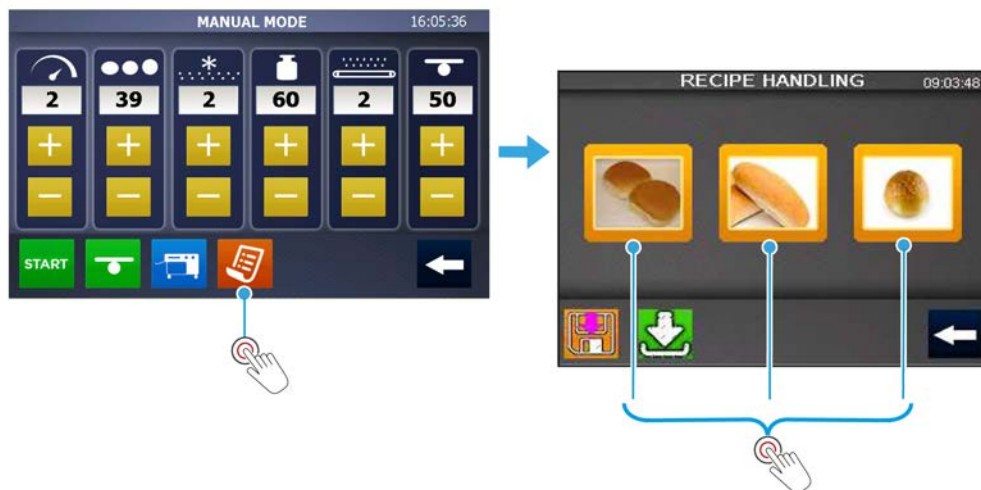 MANUAL MODE 16:05:36
2 39 2 60 2 50
+ + + + + +
− − − − − −
START
RECIPE HANDLING 09:03:48